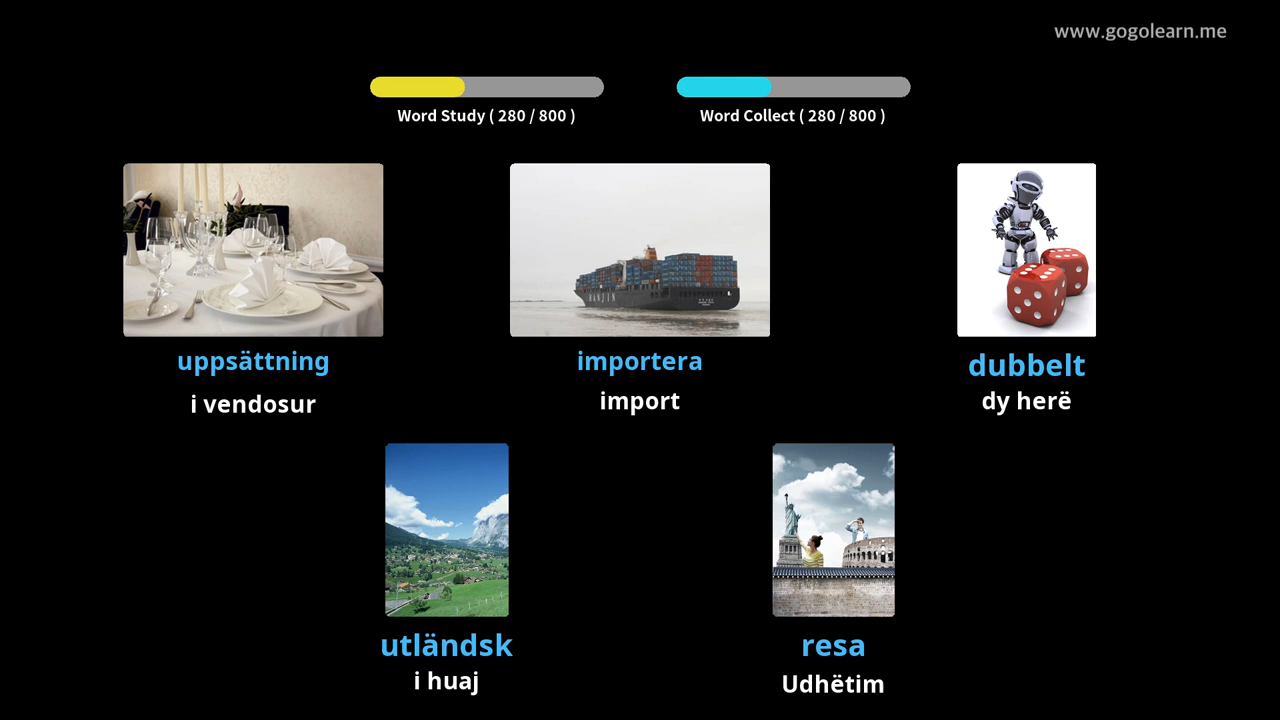 www.gogolearn.me
Word Study ( 280 / 800 )
Word Collect ( 280 / 800 )
HANJIN
uppsättning
i vendosur
importera
import
dubbelt
dy herë
utländsk
i huaj
resa
Udhëtim